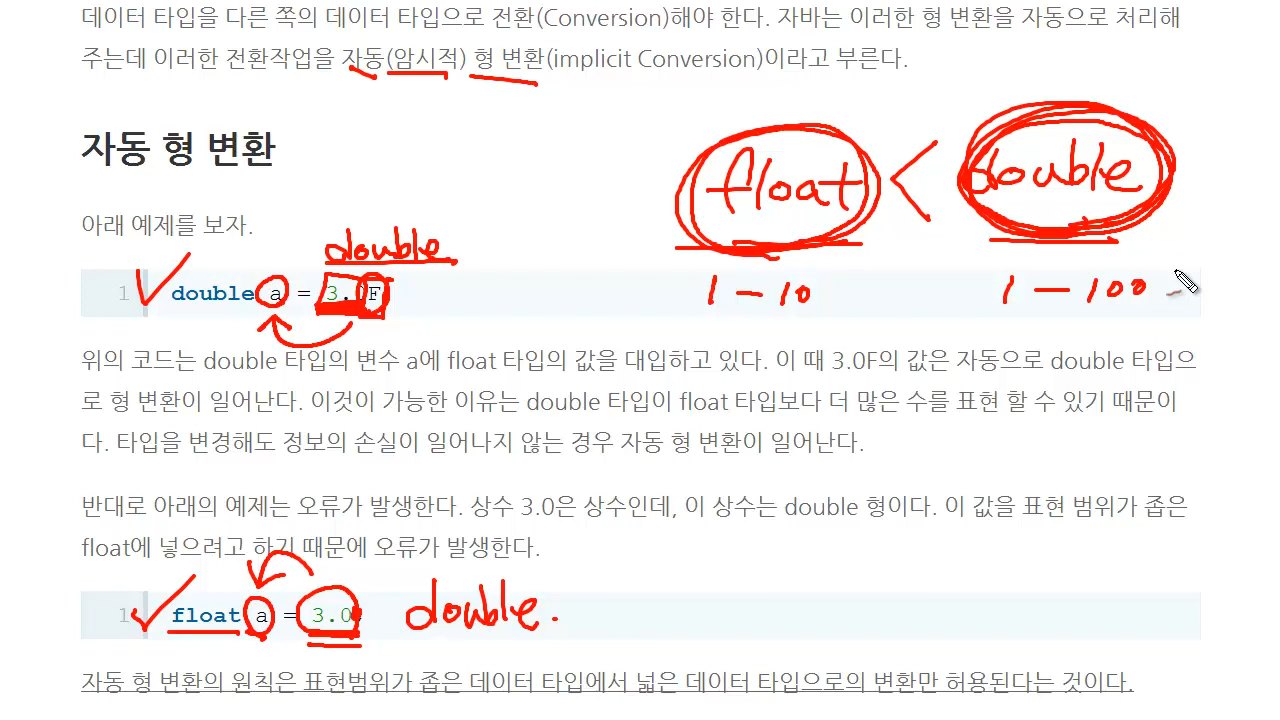 데이터 타입을 다른 쪽의 데이터 타입으로 전환(Conversion)해야 한다. 자바는 이러한 형 변환을 자동으로 처리해
주는데 이러한 전환작업을 자동(암시적) 형 변환(implicit Conversion)이라고 부른다.
자동 형 변환
float < double
아래 예제를 보자.
double
1 double a = 3.0F
1 - 10 1 - 100
위의 코드는 double 타입의 변수 a에 float 타입의 값을 대입하고 있다. 이 때 3.0F의 값은 자동으로 double 타입으
로 형 변환이 일어난다. 이것이 가능한 이유는 double 타입이 float 타입보다 더 많은 수를 표현 할 수 있기 때문이
다. 타입을 변경해도 정보의 손실이 일어나지 않는 경우 자동 형 변환이 일어난다.
반대로 아래의 예제는 오류가 발생한다. 상수 3.0은 상수인데, 이 상수는 double 형이다. 이 값을 표현 범위가 좁은
float에 넣으려고 하기 때문에 오류가 발생한다.
1 float a = 3.0 double.
자동 형 변환의 원칙은 표현범위가 좁은 데이터 타입에서 넓은 데이터 타입으로의 변환만 허용된다는 것이다.